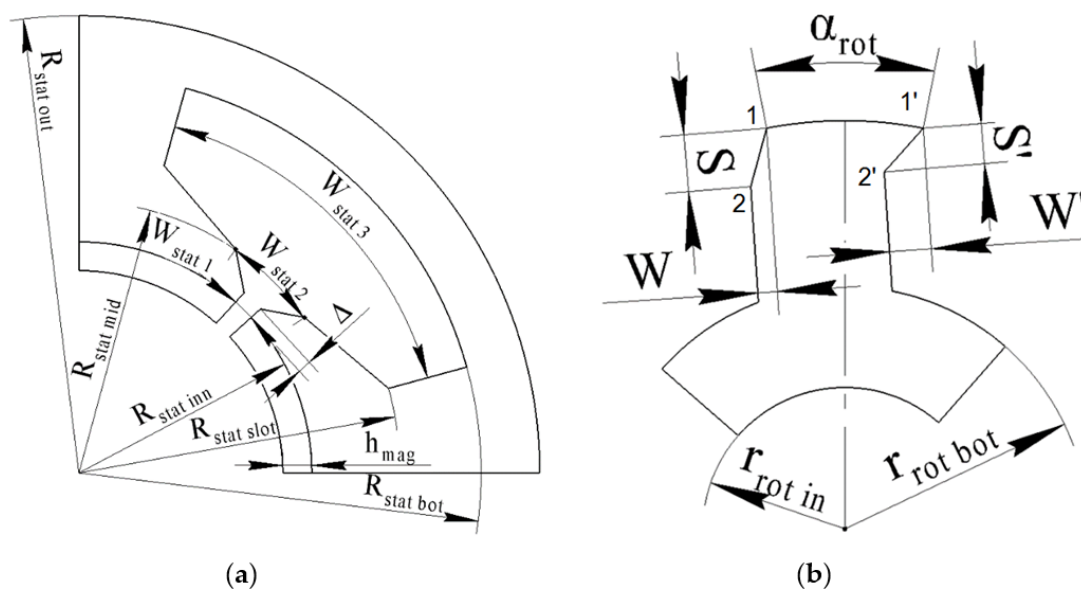 R stat out
W stat 3
W stat 1
W stat 2
Δ
R stat mid
R stat inn
R stat slot
h mag
R stat bot
(a)
α rot
1
1'
S
S'
2
2'
W
W'
r rot in
r rot bot
(b)